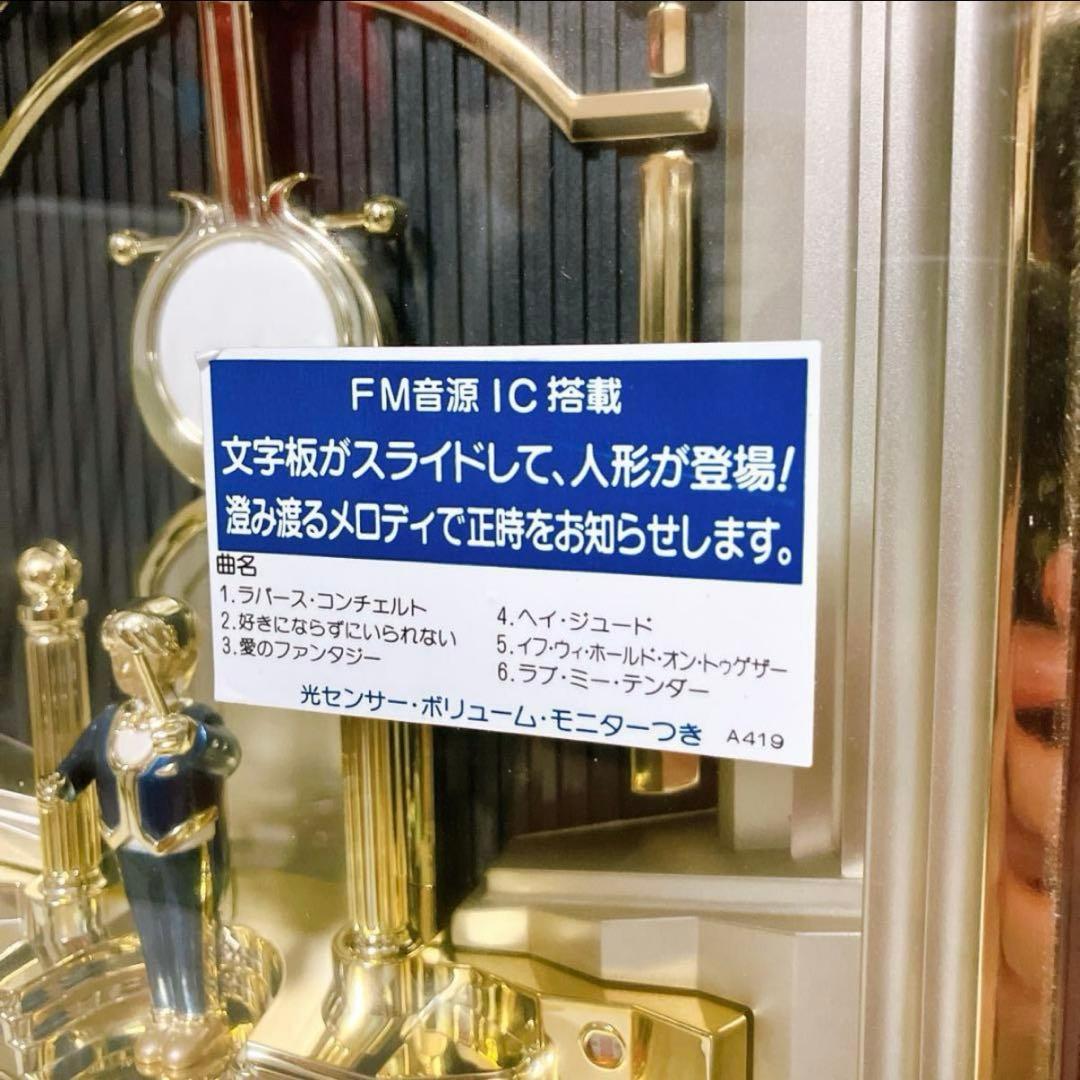 FM音源IC搭載
文字板がスライドして、人形が登場!
澄み渡るメロディで正時をお知らせします。
曲名
1.ラバース・コンチェルト
2.好きにならずにいられない
3.愛のファンタジー
4.ヘイ・ジュード
5.イフ・ウィ・ホールド・オン・トゥゲザー
6.ラブ・ミー・テンダー
光センサー・ボリューム・モニターつき A419